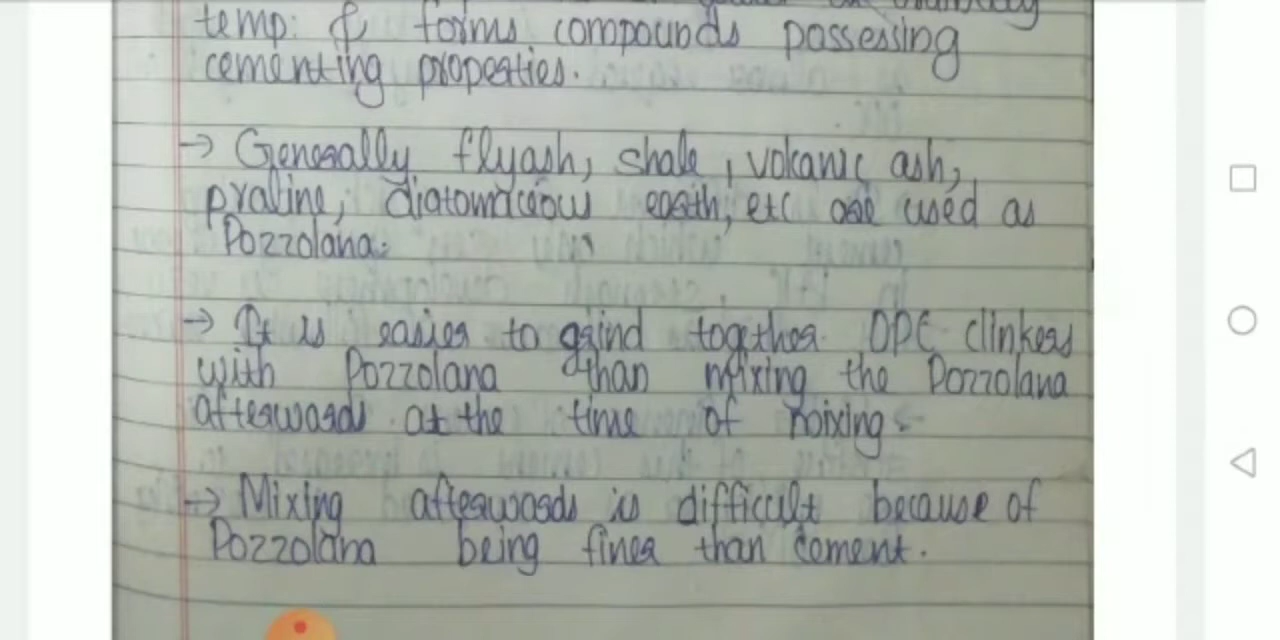 temp: & forms compounds possessing
cementing properties.
→ Generally flyash, shale, volcanic ash,
praline, diatomaceous earth, etc are used as
Pozzolana.
→ It is easier to grind together OPC clinkers
with Pozzolana than mixing the Pozzolana
afterwards at the time of mixing
→ Mixing afterwards is difficult because of
Pozzolana being finer than cement.